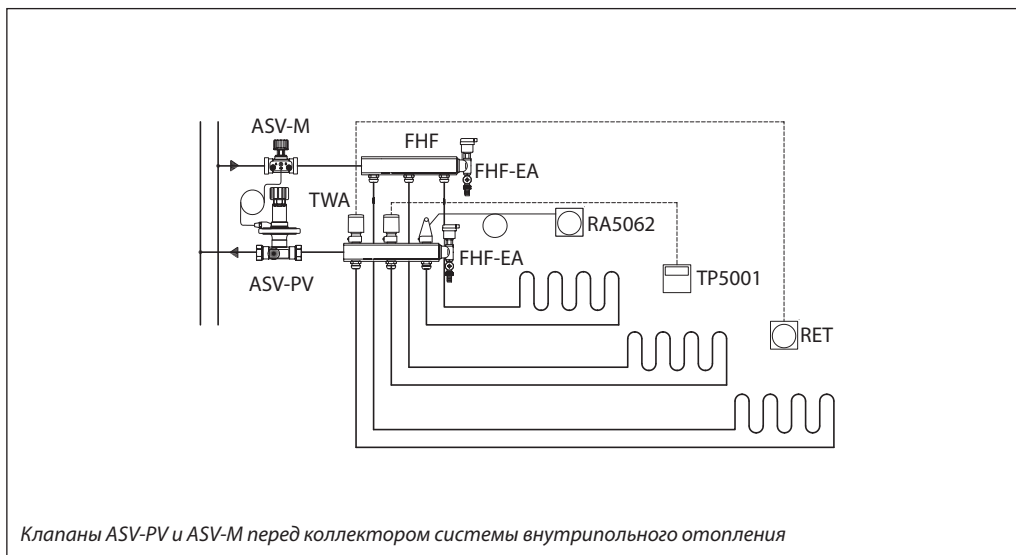 ASV-M
FHF
FHF-EA
TWA
RA5062
FHF-EA
ASV-PV
TP5001
RET
Клапаны ASV-PV и ASV-M перед коллектором системы внутрипольного отопления